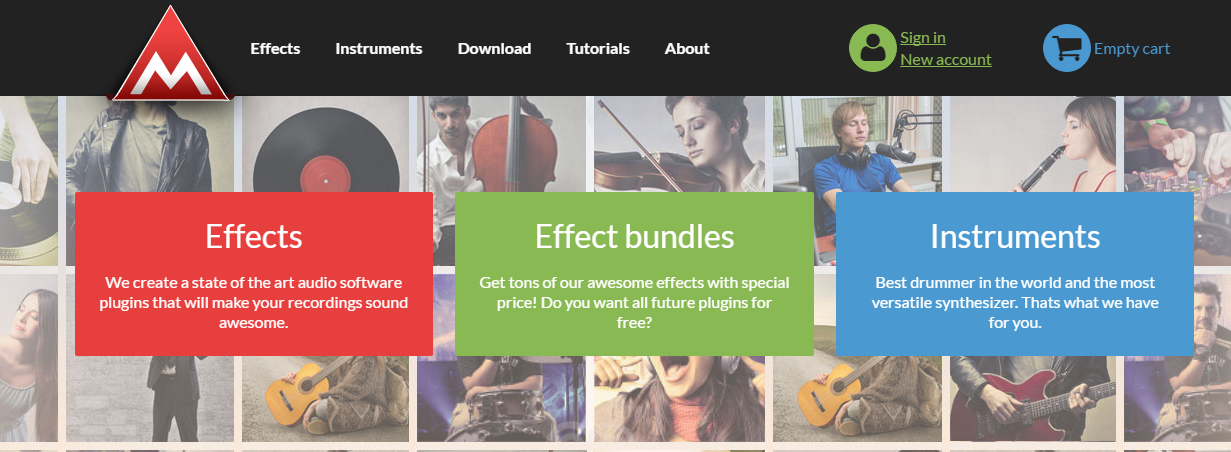 Effects Instruments Download Tutorials About
Sign in
New account
Empty cart
Effects
We create a state of the art audio software
plugins that will make your recordings sound
awesome.
Effect bundles
Get tons of our awesome effects with special
price! Do you want all future plugins for
free?
Instruments
Best drummer in the world and the most
versatile synthesizer. Thats what we have
for you.